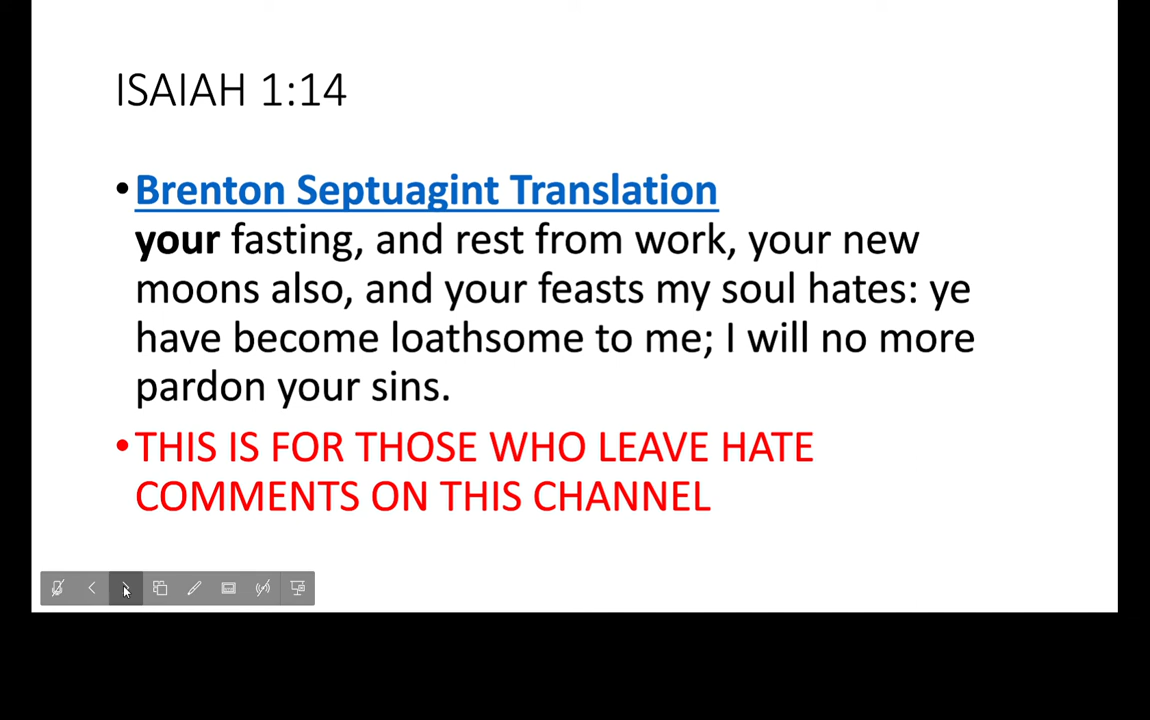 ISAIAH 1:14
• Brenton Septuagint Translation
your fasting, and rest from work, your new
moons also, and your feasts my soul hates: ye
have become loathsome to me; I will no more
pardon your sins.
• THIS IS FOR THOSE WHO LEAVE HATE
COMMENTS ON THIS CHANNEL